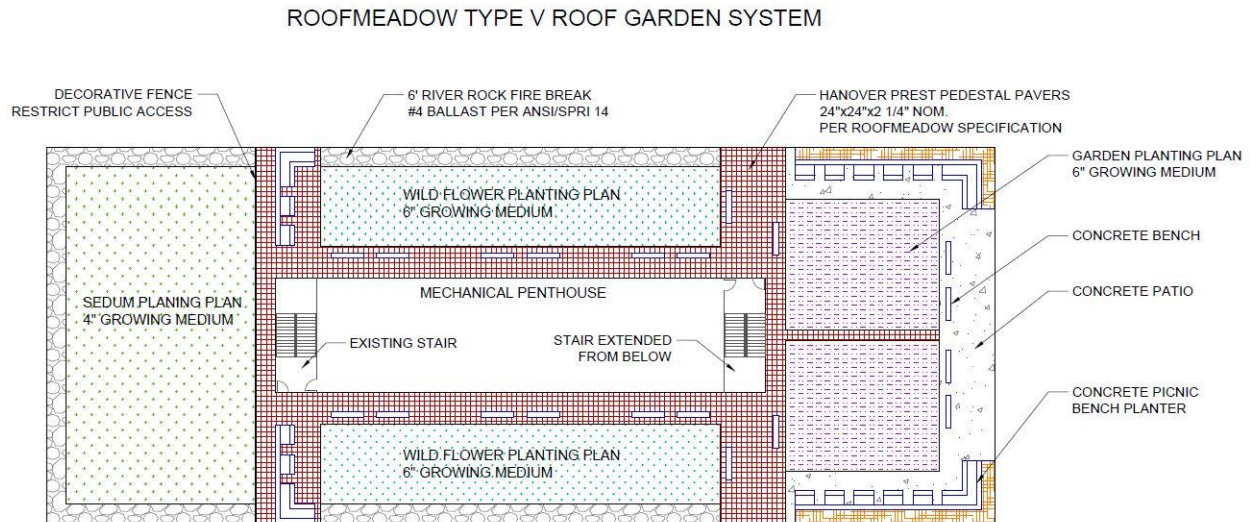 ROOFMEADOW TYPE V ROOF GARDEN SYSTEM
DECORATIVE FENCE
RESTRICT PUBLIC ACCESS
6' RIVER ROCK FIRE BREAK
#4 BALLAST PER ANSI/SPRI 14
HANOVER PREST PEDESTAL PAVERS
24"x24"x2 1/4" NOM.
PER ROOFMEADOW SPECIFICATION
GARDEN PLANTING PLAN
6" GROWING MEDIUM
WILD FLOWER PLANTING PLAN
6" GROWING MEDIUM
CONCRETE BENCH
SEDUM PLANING PLAN
4" GROWING MEDIUM
MECHANICAL PENTHOUSE
CONCRETE PATIO
EXISTING STAIR
STAIR EXTENDED
FROM BELOW
CONCRETE PICNIC
BENCH PLANTER
WILD FLOWER PLANTING PLAN
6" GROWING MEDIUM